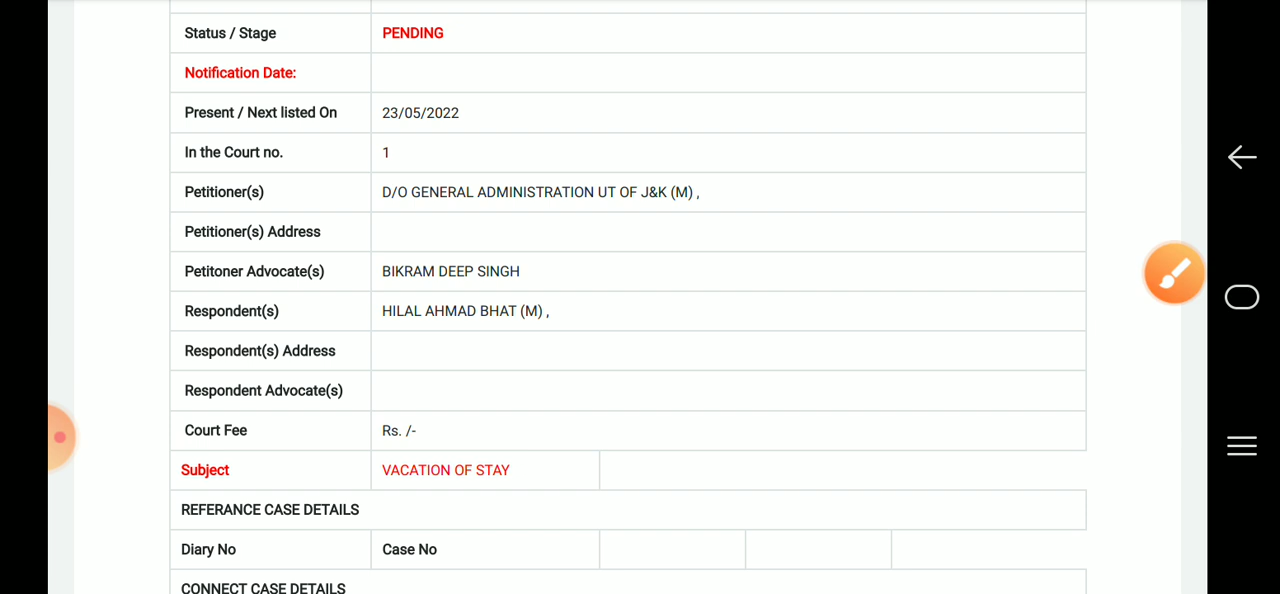 Status / Stage PENDING
Notification Date:
Present / Next listed On 23/05/2022
In the Court no. 1
Petitioner(s) D/O GENERAL ADMINISTRATION UT OF J&K (M) ,
Petitioner(s) Address
Petitoner Advocate(s) BIKRAM DEEP SINGH
Respondent(s) HILAL AHMAD BHAT (M) ,
Respondent(s) Address
Respondent Advocate(s)
Court Fee Rs. /-
Subject VACATION OF STAY
REFERANCE CASE DETAILS
Diary No Case No
CONNECT CASE DETAILS